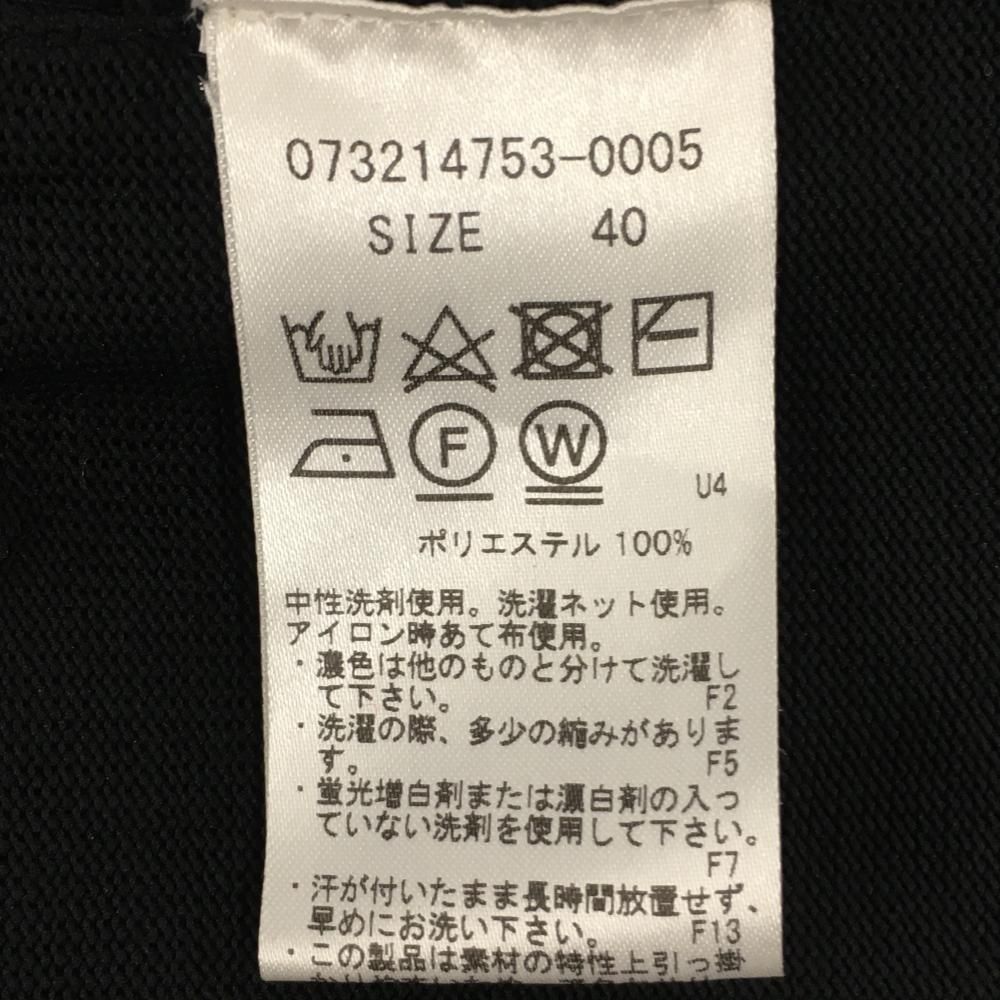 073214753-0005
SIZE 40
F W
U4
ポリエステル 100%
中性洗剤使用。洗濯ネット使用。
アイロン時あて布使用。
・濃色は他のものと分けて洗濯し
て下さい。 F2
・洗濯の際、多少の縮みがありま
す。 F5
・蛍光増白剤または漂白剤の入っ
ていない洗剤を使用して下さい。
F7
・汗が付いたまま長時間放置せず、
早めにお洗い下さい。 F13
・この製品は素材の特性上引っ掛